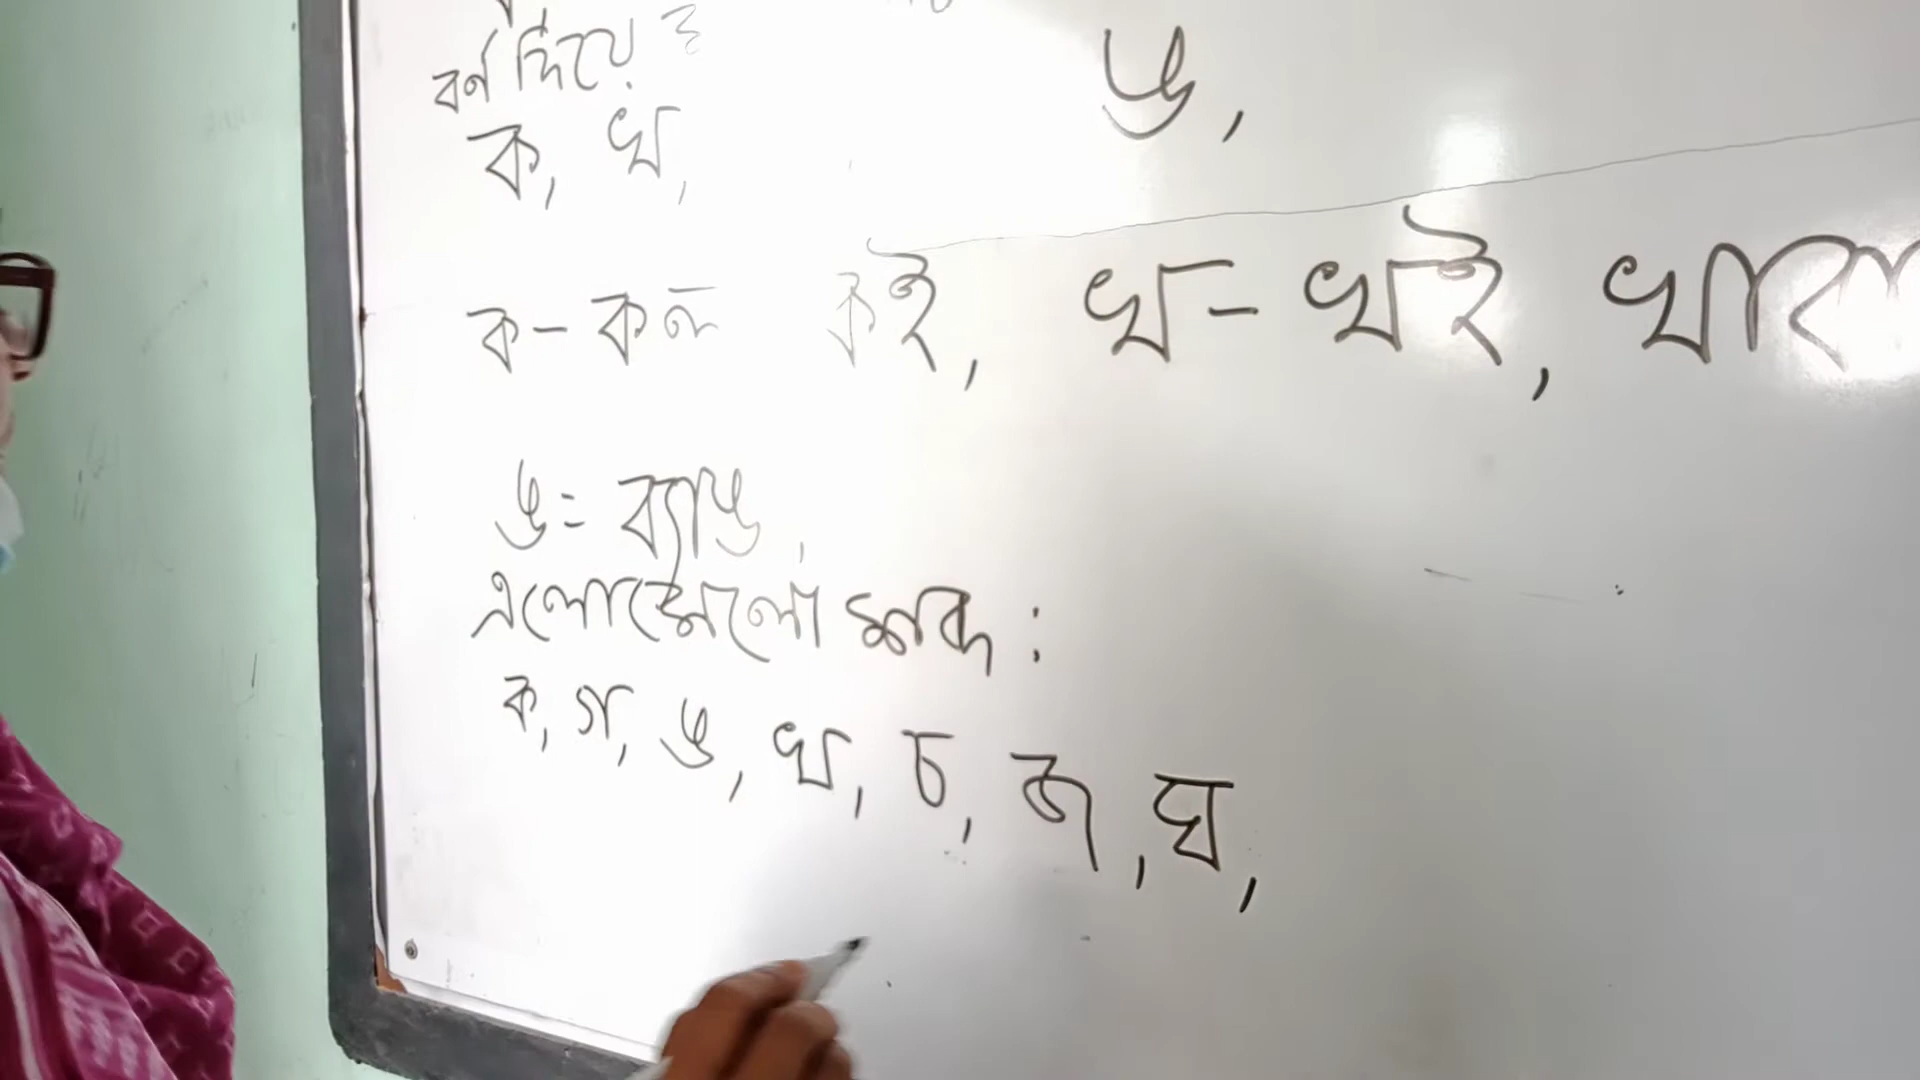 বর্ন দিয়ে ঃ
ক, খ, ঙ,
ক- কল কই, খ- খই,
ঙ= ব্যাঙ,
এলোমেলো শব্দ :
ক, গ, ঙ, খ, চ, জ, ঘ,